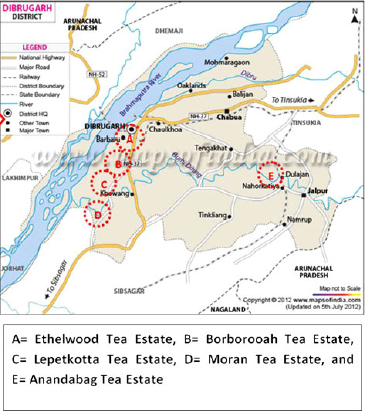 DIBRUGARH
ARUNACHAL
PRADESH
DHEMAJI
N
LEGEND
National Highway
Major Road
Railway
District Boundary
State Boundary
River
District HQ
Other Town
Major Town
NH-52
Brahmaputra River
Mohmaragaon
Dibru
Oaklands
Balijan
To Tinsukia
DIBRUGARH
Chabua
NH-37
Chaulkhoa
TINSUKIA
Barbaru
A
Tengakhat
B
NH-37
Burhi Dihing
LAKHIMPUR
C
E
Dulajan
Naharkatiya
Jaipur
Khowang
D
Tinkhang
Namrup
JORHAT
To Sibsagar
SIBSAGAR
ARUNACHAL
PRADESH
NAGALAND
Map not to Scale
Copyright © 2012 www.mapsofindia.com
(Updated on 5th July 2012)
A= Ethelwood Tea Estate, B= Borborooah Tea Estate,
C= Lepetkotta Tea Estate, D= Moran Tea Estate, and
E= Anandabag Tea Estate